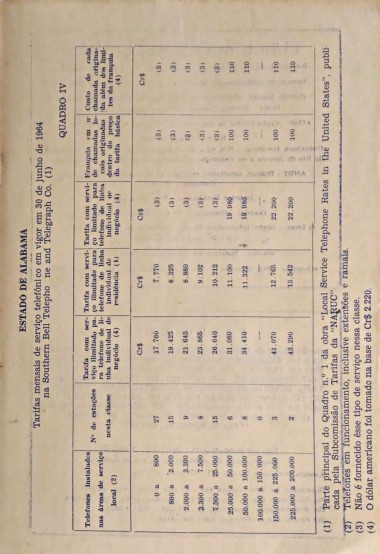 ESTADO DE ALABAMA
Tarifas mensais de serviço telefônico em vigor em 30 de junho de 1964
na Southern Bell Telepho ne and Telegraph Co. (1)
QUADRO IV
Telefones instalados nas áreas de serviço local (2) | Nº de estações nesta classe | Tarifa com serviço ilimitado para telefone de linha individual de negócio (4) | Tarifa com serviço ilimitado para telefone de linha individual de residência (4) | Tarifa com serviço limitado para telefone de linha individual de negócio (4) | Franquia em nº de chamadas locais originadas dentro do preço da tarifa básica | Custo de cada chamada originada além dos limites da franquia (4)
Cr$ Cr$ Cr$ Cr$
0 a 800 27 17.760 7.770 (3) (3) (3)
800 a 2.000 15 19.425 8.325 (3) (3) (3)
2.000 a 3.300 9 21.645 8.880 (3) (3) (3)
3.300 a 7.500 9.102 (3) (3) (3)
7.500 a 25.000 15 26.640 10.212 (3) (3) (3)
25.000 a 50.000 6 31.080 11.100 19.980 100 110
50.000 a 100.000 8 34.410 11.322 18.980 100 110
100.000 a 150.000 0 — — — — —
150.000 a 225.000 3 41.070 12.765 22.200 100 110
225.000 a 300.000 2 43.290 13.542 22.200 100 110
(1) Parte principal do Quadro n.º 1 da obra "Local Service Telephone Rates in the United States", publi
cada pela Subcomissão de Tarifas da "NARUC"
(2) Telefones em funcionamento, inclusive extensões e ramais.
(3) Não é fornecido êsse tipo de serviço nessa classe.
(4) O dólar americano foi tomado na base de Cr$ 2.220.